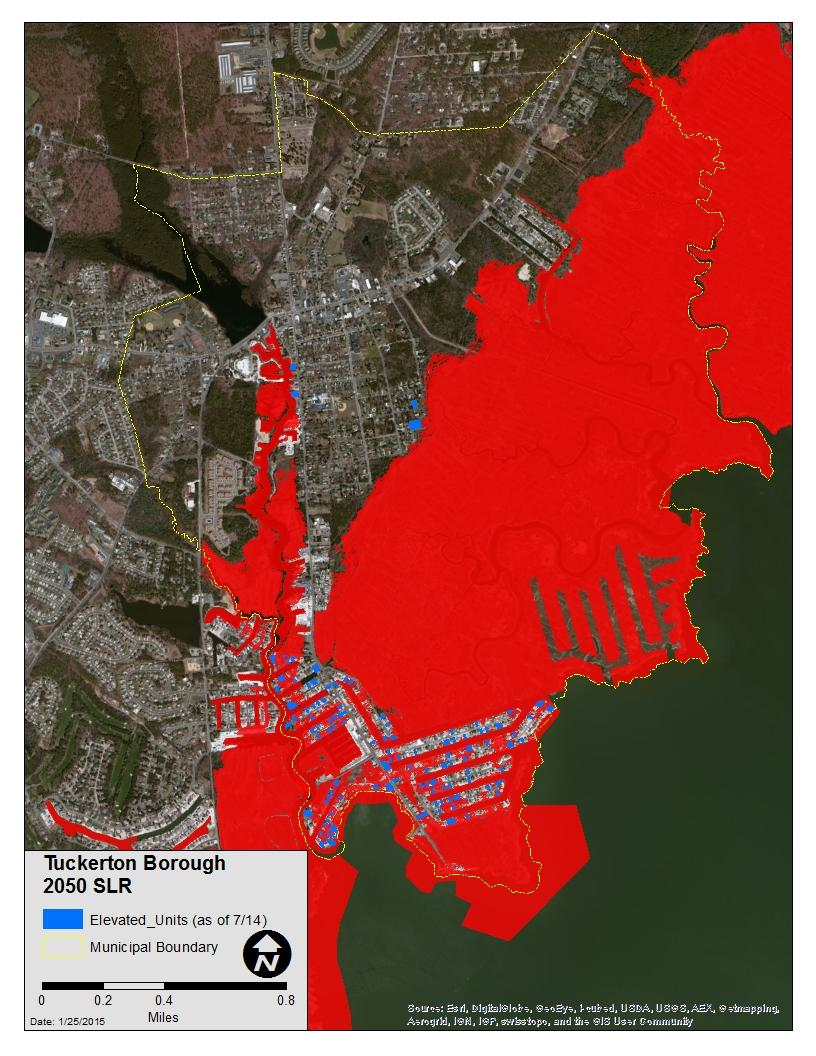 Tuckerton Borough
2050 SLR
Elevated_Units (as of 7/14)
Municipal Boundary
N
0 0.2 0.4 0.8
Miles
Date: 1/25/2015
Source: Esri, DigitalGlobe, GeoEye, i-cubed, USDA, USGS, AEX, Getmapping,
Aerogrid, IGN, IGP, swisstopo, and the GIS User Community